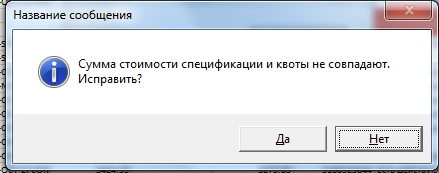 Название сообщения
Сумма стоимости спецификации и квоты не совпадают.
Исправить?
Да
Нет